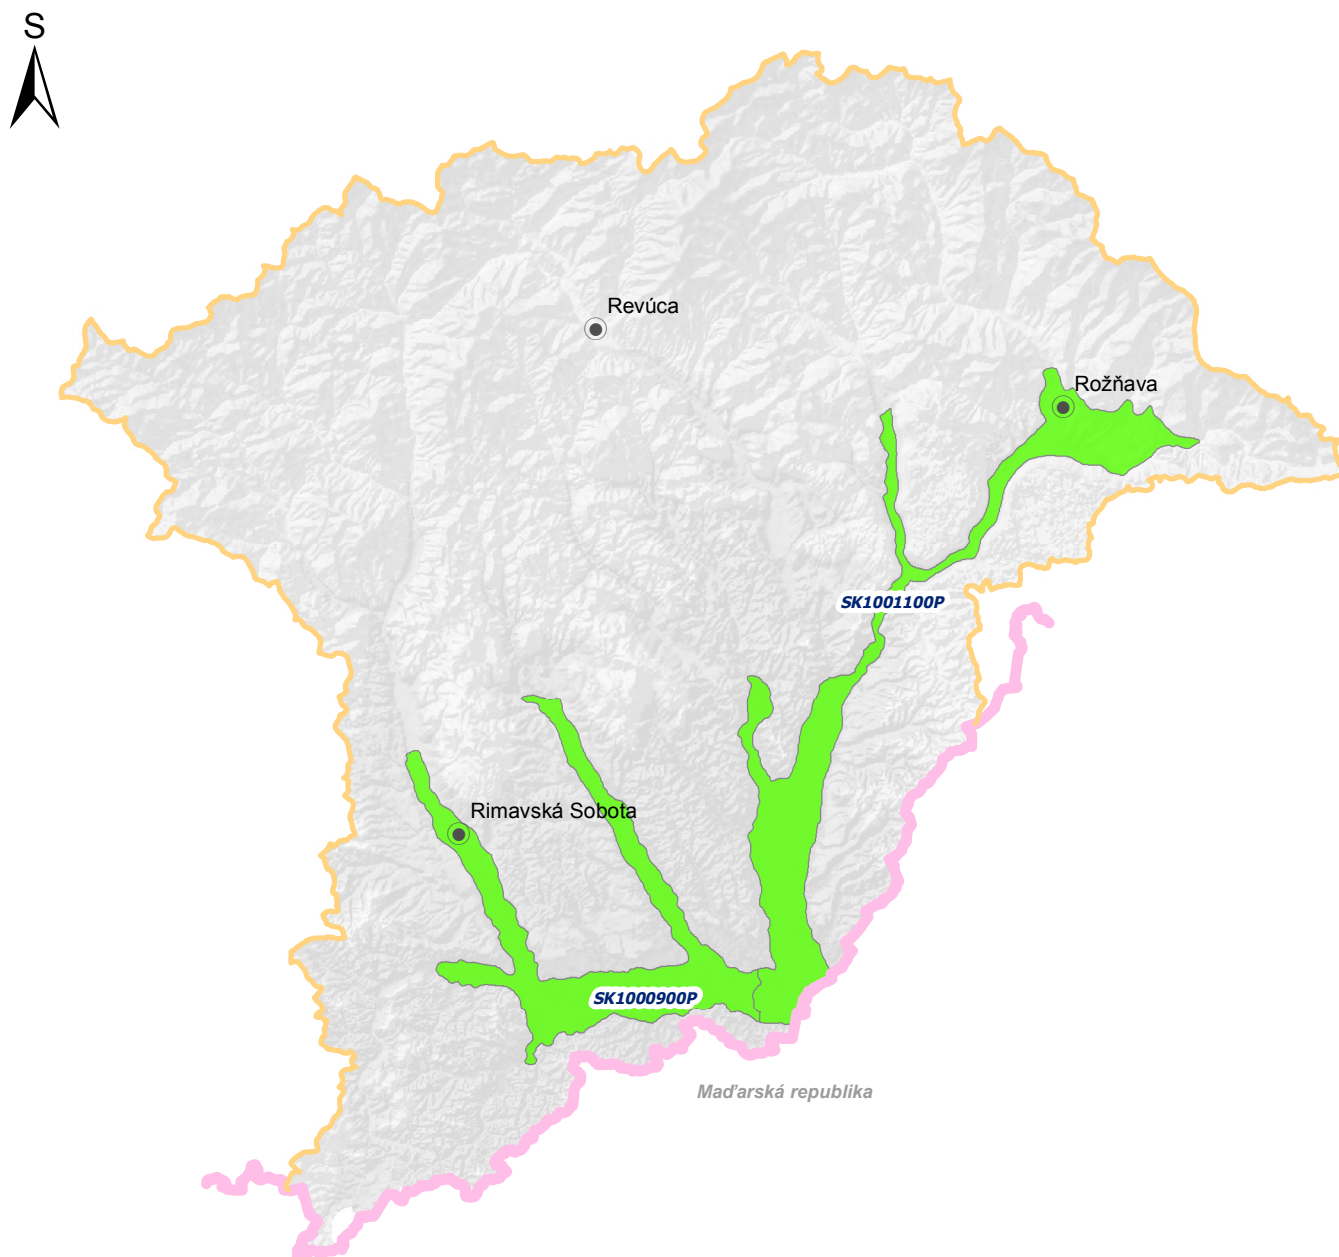 S
Revúca
Rožňava
SK1001100P
Rimavská Sobota
SK1000900P
Maďarská republika